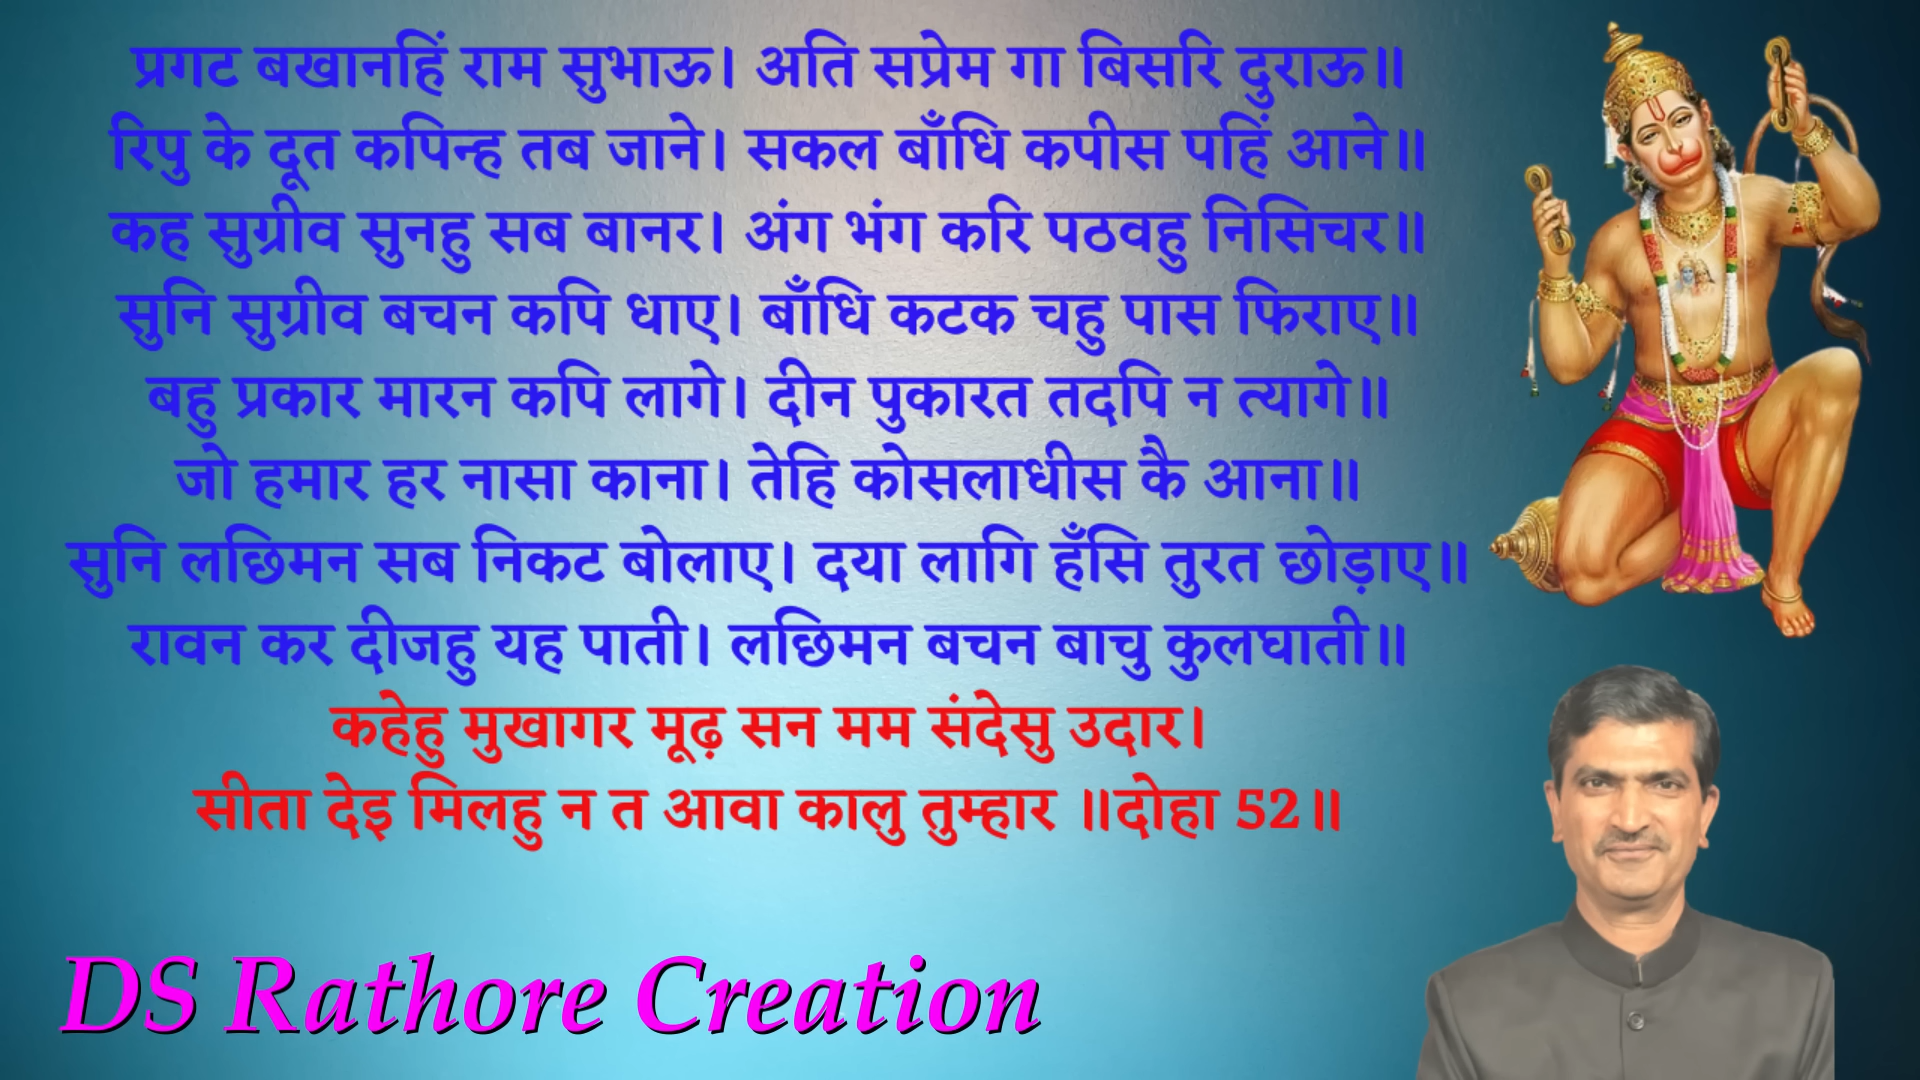 प्रगट बखानहिं राम सुभाऊ। अति सप्रेम गा बिसरि दुराऊ॥
रिपु के दूत कपिन्ह तब जाने। सकल बाँधि कपीस पहिं आने॥
कह सुग्रीव सुनहु सब बानर। अंग भंग करि पठवहु निसिचर॥
सुनि सुग्रीव बचन कपि धाए। बाँधि कटक चहु पास फिराए॥
बहु प्रकार मारन कपि लागे। दीन पुकारत तदपि न त्यागे॥
जो हमार हर नासा काना। तेहि कोसलाधीस कै आना॥
सुनि लछिमन सब निकट बोलाए। दया लागि हँसि तुरत छोड़ाए॥
रावन कर दीजहु यह पाती। लछिमन बचन बाचु कुलघाती॥
कहेहु मुखागर मूढ़ सन मम संदेसु उदार।
सीता देइ मिलहु न त आवा कालु तुम्हार ॥दोहा 52॥
DS Rathore Creation